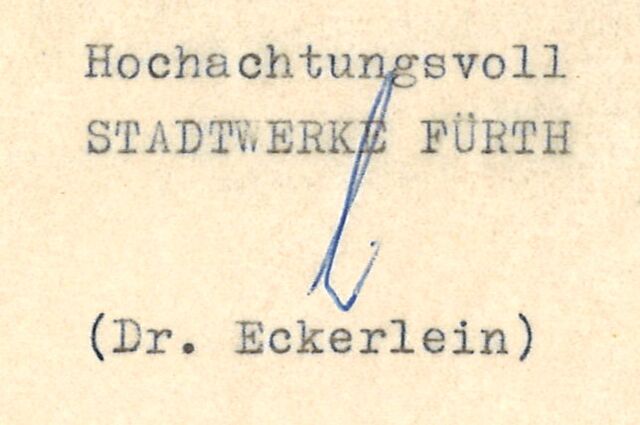 Hochachtungsvoll
STADTWERKE FÜRTH
(Dr. Eckerlein)